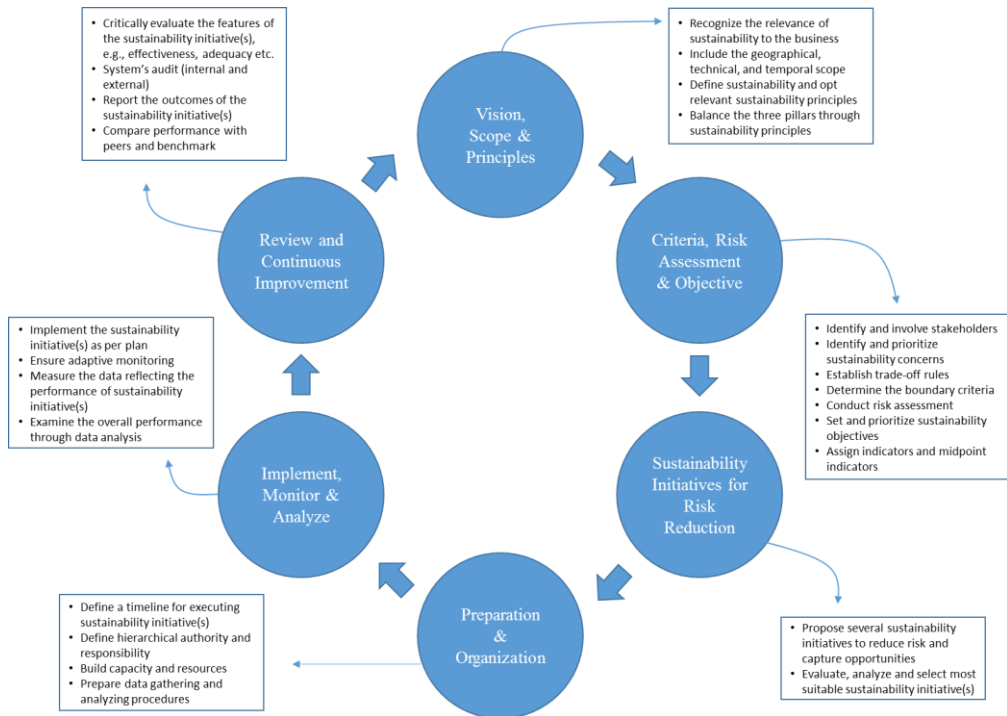 • Critically evaluate the features of
the sustainability initiative(s),
e.g., effectiveness, adequacy etc.
• System's audit (internal and
external)
• Report the outcomes of the
sustainability initiative(s)
• Compare performance with
peers and benchmark
• Recognize the relevance of
sustainability to the business
• Include the geographical,
technical, and temporal scope
• Define sustainability and opt
relevant sustainability principles
• Balance the three pillars through
sustainability principles
Vision,
Scope &
Principles
Review and
Continuous
Improvement
Criteria, Risk
Assessment
& Objective
• Implement the sustainability
initiative(s) as per plan
• Ensure adaptive monitoring
• Measure the data reflecting the
performance of sustainability
initiative(s)
• Examine the overall performance
through data analysis
• Identify and involve stakeholders
• Identify and prioritize
sustainability concerns
• Establish trade-off rules
• Determine the boundary criteria
• Conduct risk assessment
• Set and prioritize sustainability
objectives
• Assign indicators and midpoint
indicators
Implement,
Monitor &
Analyze
Sustainability
Initiatives for
Risk
Reduction
Preparation
&
Organization
• Define a timeline for executing
sustainability initiative(s)
• Define hierarchical authority and
responsibility
• Build capacity and resources
• Prepare data gathering and
analyzing procedures
• Propose several sustainability
initiatives to reduce risk and
capture opportunities
• Evaluate, analyze and select most
suitable sustainability initiative(s)